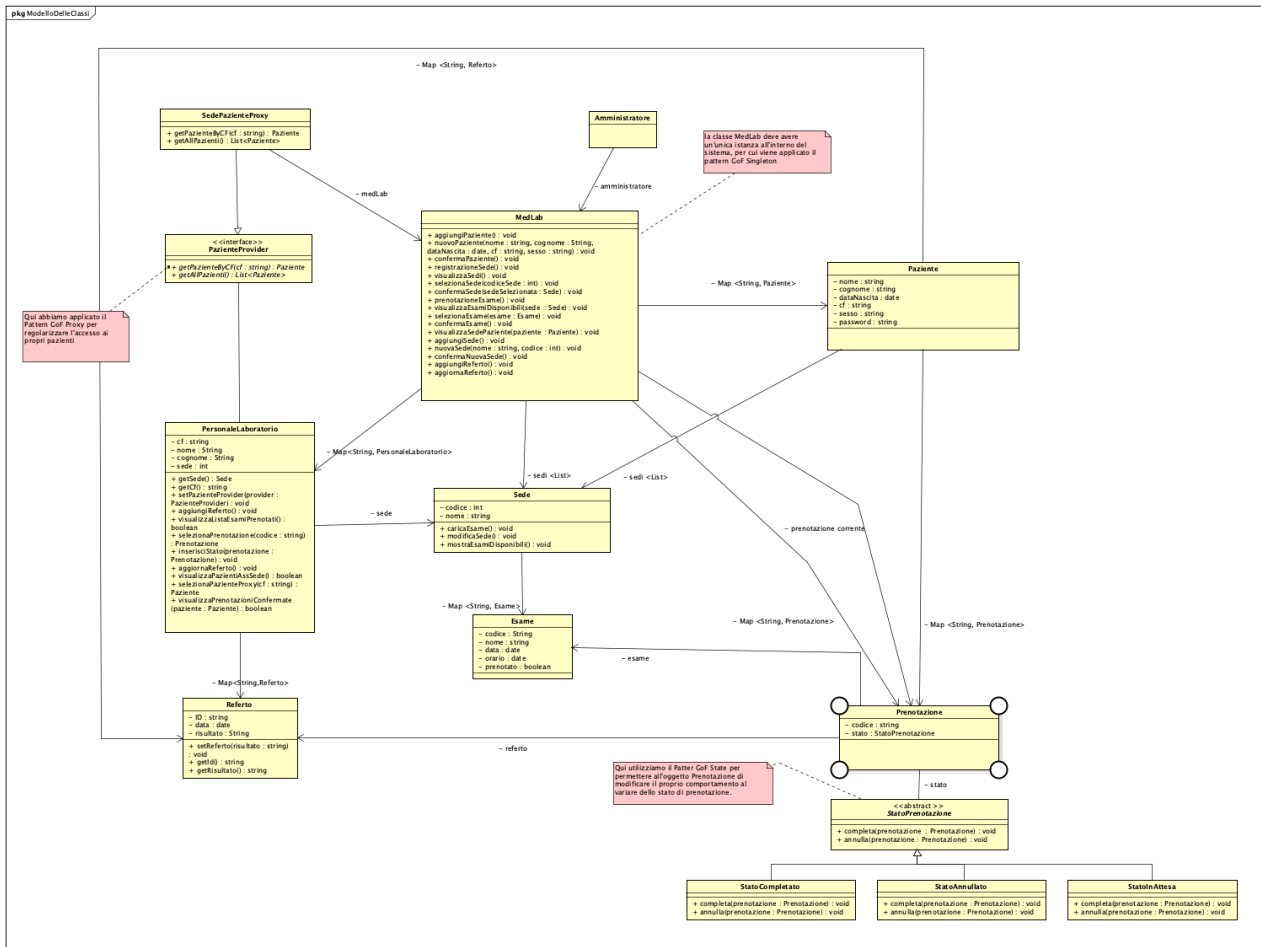 pkg ModelloDelleClassi
– Map <String, Referto>
SedePazienteProxy
+ getPazienteByCF(cf : string) : Paziente
+ getAllPazienti() : List<Paziente>
Amministratore
la classe MedLab deve avere
un'unica istanza all'interno del
sistema, per cui viene applicato il
pattern GoF Singleton
– medLab
– amministratore
MedLab
+ aggiungiPaziente() : void
+ nuovoPaziente(nome : string, cognome : String,
dataNascita : date, cf : string, sesso : string) : void
+ confermaPaziente() : void
+ registrazioneSede() : void
+ visualizzaSedi() : void
+ selezionaSede(codiceSede : int) : void
+ confermaSede(sedeSelezionata : Sede) : void
+ prenotazioneEsame() : void
+ visualizzaEsamiDisponibili(sede : Sede) : void
+ selezionaEsame(esame : Esame) : void
+ confermaEsame() : void
+ visualizzaSedePaziente(paziente : Paziente) : void
+ aggiungiSede() : void
+ nuovaSede(nome : string, codice : int) : void
+ confermaNuovaSede() : void
+ aggiungiReferto() : void
+ aggiornaReferto() : void
<<interface>>
PazienteProvider
+ getPazienteByCF(cf : string) : Paziente
+ getAllPazienti() : List<Paziente>
– Map <String, Paziente>
Paziente
– nome : string
– cognome : string
– dataNascita : date
– cf : string
– sesso : string
– password : string
Qui abbiamo applicato il
Pattern GoF Proxy per
regolarizzare l'accesso ai
propri pazienti
PersonaleLaboratorio
– cf : string
– nome : String
– cognome : String
– sede : int
+ getSede() : Sede
+ getCf() : string
+ setPazienteProvider(provider :
PazienteProvider) : void
+ aggiungiReferto() : void
+ visualizzaListaEsamiPrenotati() :
boolean
+ selezionaPrenotazione(codice : string)
: Prenotazione
+ inserisciStato(prenotazione :
Prenotazione) : void
+ aggiornaReferto() : void
+ visualizzaPazientiAssSede() : boolean
+ selezionaPazienteProxy(cf : string) :
Paziente
+ visualizzaPrenotazioniConfermate
(paziente : Paziente) : boolean
– Map<String, PersonaleLaboratorio>
– sedi <List>
– sedi <List>
Sede
– codice : int
– nome : string
+ caricaEsame() : void
+ modificaSede() : void
+ mostraEsamiDisponibili() : void
– sede
– prenotazione corrente
– Map <String, Esame>
Esame
– codice : String
– nome : string
– data : date
– orario : date
– prenotato : boolean
– Map <String, Prenotazione>
– Map <String, Prenotazione>
– esame
– Map<String,Referto>
Referto
– ID : string
– data : date
– risultato : String
+ setReferto(risultato : string)
: void
+ getId() : string
+ getRisultato() : string
Prenotazione
– codice : string
– stato : StatoPrenotazione
– referto
Qui utilizziamo il Patter GoF State per
permettere all'oggetto Prenotazione di
modificare il proprio comportamento al
variare dello stato di prenotazione.
– stato
<<abstract >>
StatoPrenotazione
+ completa(prenotazione : Prenotazione) : void
+ annulla(prenotazione : Prenotazione) : void
StatoCompletato
+ completa(prenotazione : Prenotazione) : void
+ annulla(prenotazione : Prenotazione) : void
StatoAnnullato
+ completa(prenotazione : Prenotazione) : void
+ annulla(prenotazione : Prenotazione) : void
StatoInAttesa
+ completa(prenotazione : Prenotazione) : void
+ annulla(prenotazione : Prenotazione) : void